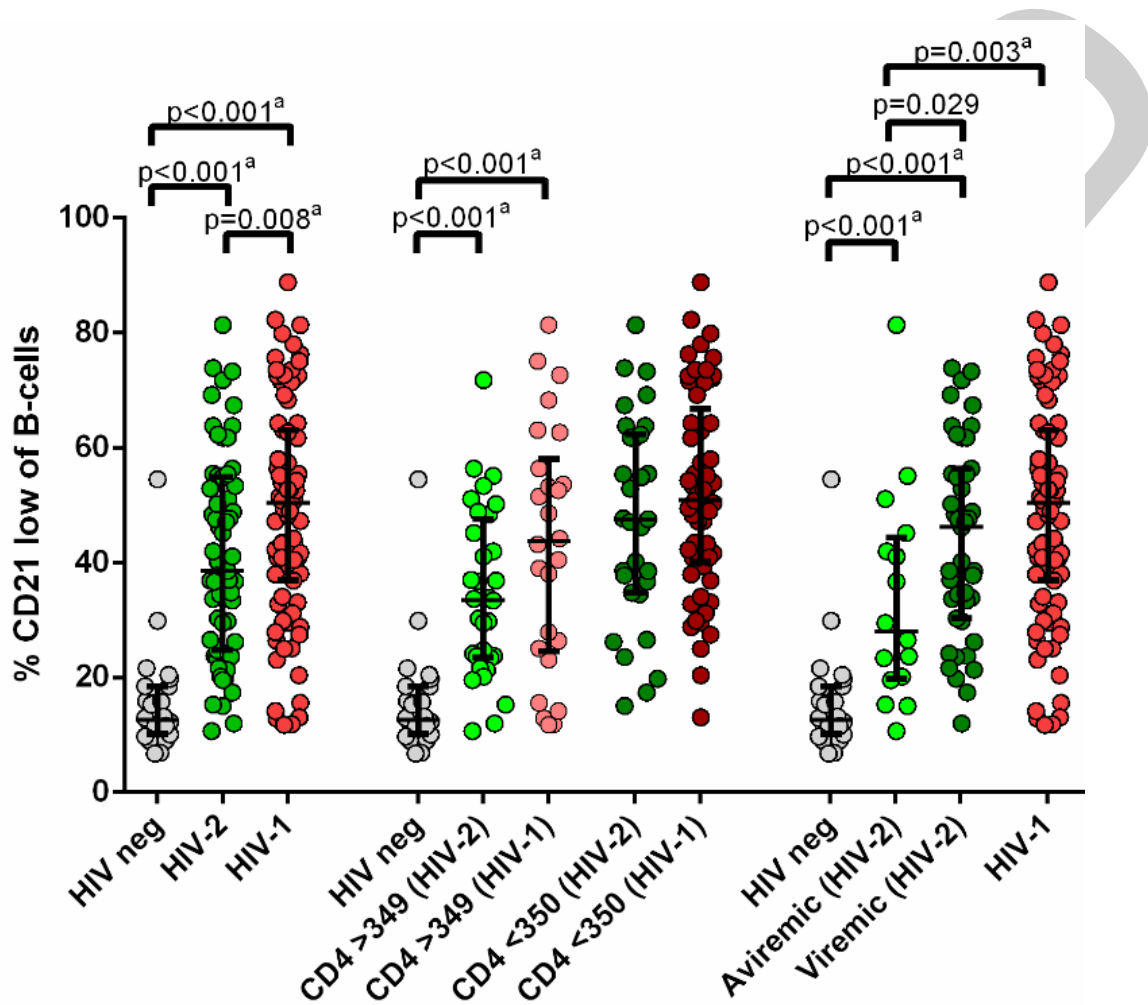 p=0.003ᵃ
p=0.029
p<0.001ᵃ
p<0.001ᵃ
p<0.001ᵃ
p<0.001ᵃ
p<0.001ᵃ
p=0.008ᵃ
p<0.001ᵃ
p<0.001ᵃ
% CD21 low of B-cells
100
80
60
40
20
0
HIV neg
HIV-2
HIV-1
HIV neg
CD4 >349 (HIV-2)
CD4 >349 (HIV-1)
CD4 <350 (HIV-2)
CD4 <350 (HIV-1)
HIV neg
Aviremic (HIV-2)
Viremic (HIV-2)
HIV-1